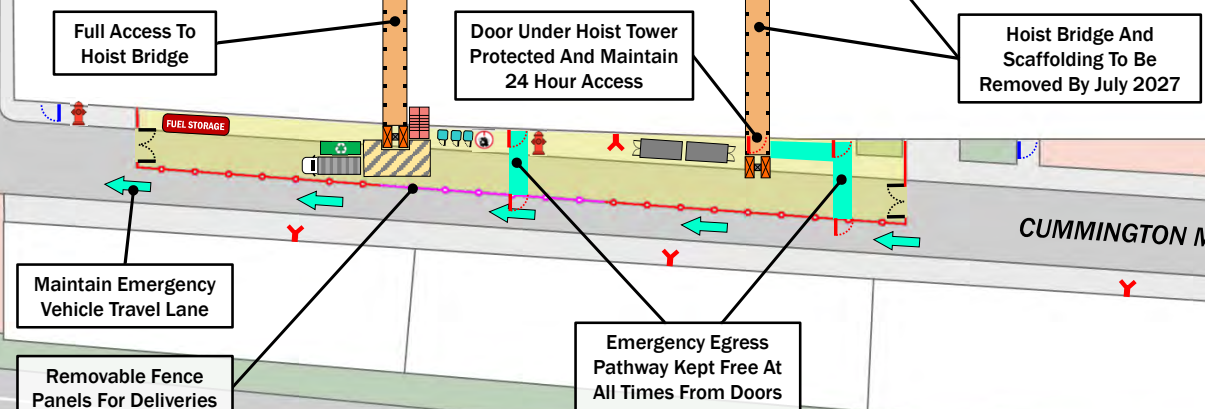 Full Access To
Hoist Bridge
Door Under Hoist Tower
Protected And Maintain
24 Hour Access
Hoist Bridge And
Scaffolding To Be
Removed By July 2027
FUEL STORAGE
CUMMINGTON
Maintain Emergency
Vehicle Travel Lane
Emergency Egress
Pathway Kept Free At
All Times From Doors
Removable Fence
Panels For Deliveries